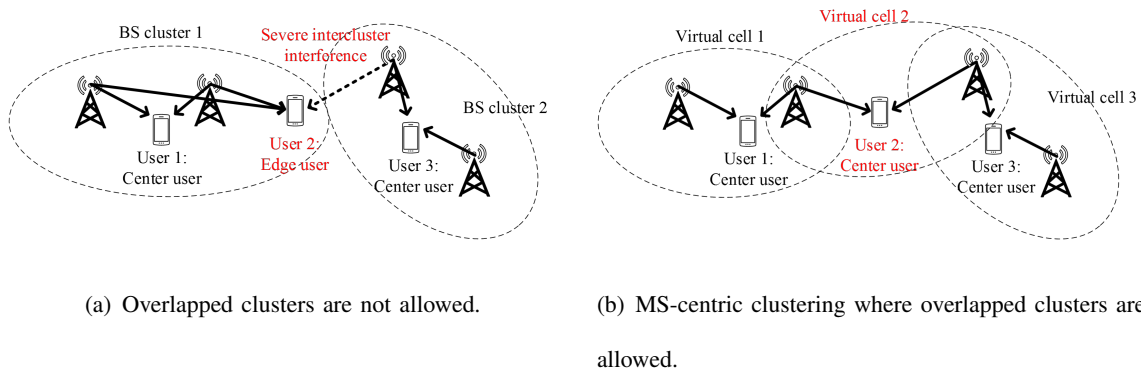 BS cluster 1
Severe intercluster
interference
BS cluster 2
User 1:
Center user
User 2:
Edge user
User 3:
Center user
Virtual cell 1
Virtual cell 2
Virtual cell 3
User 1:
Center user
User 2:
Center user
User 3:
Center user
(a) Overlapped clusters are not allowed.
(b) MS-centric clustering where overlapped clusters are
allowed.